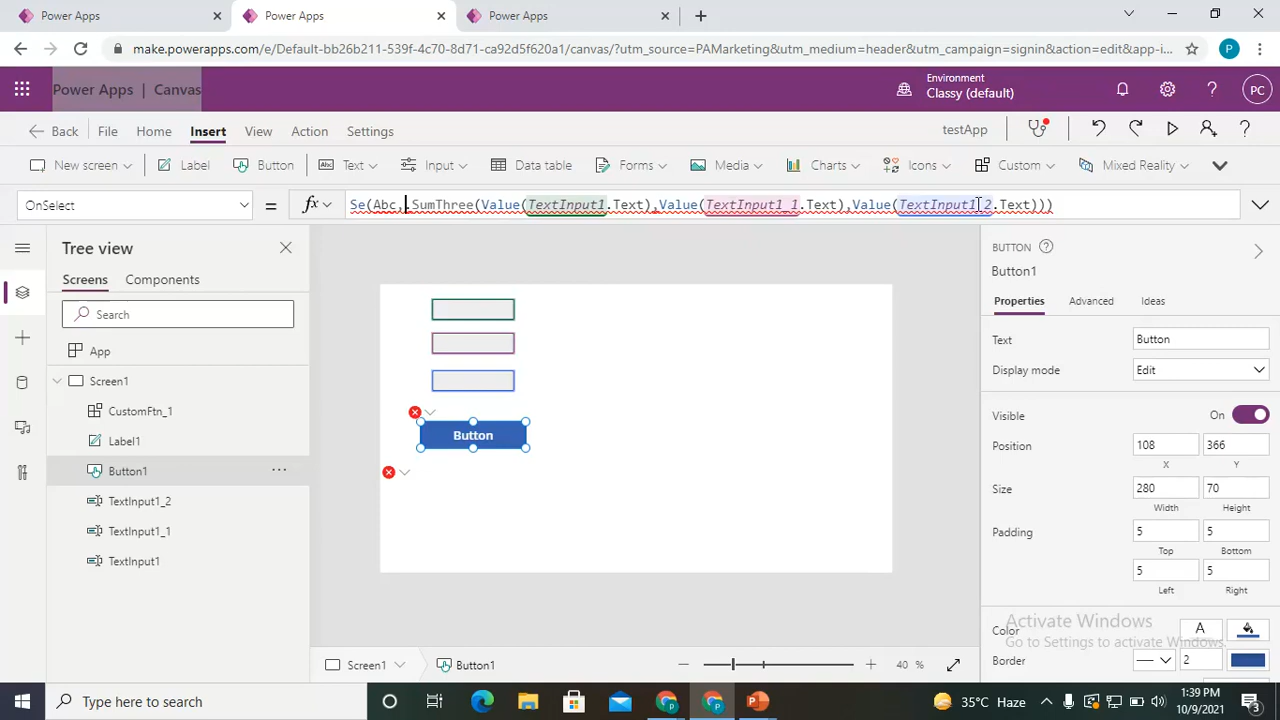 Power Apps
Power Apps
Power Apps
make.powerapps.com/e/Default-bb26b211-539f-4c70-8d71-ca92d5f620a1/canvas/?utm_source=PAMarketing&utm_medium=header&utm_campaign=signin&action=edit&app-i...
P
Power Apps | Canvas
Environment
Classy (default)
PC
Back
File
Home
Insert
View
Action
Settings
testApp
New screen
Label
Button
Text
Input
Data table
Forms
Media
Charts
Icons
Custom
Mixed Reality
OnSelect
=
fx
Se(Abc,.SumThree(Value(TextInput1.Text),Value(TextInput1_1.Text),Value(TextInput1_2.Text)))
Tree view
Screens
Components
Search
App
Screen1
CustomFtn_1
Label1
Button1
TextInput1_2
TextInput1_1
TextInput1
Button
Screen1
Button1
40 %
BUTTON
Button1
Properties
Advanced
Ideas
Text
Button
Display mode
Edit
Visible
On
Position
108
366
X
Y
Size
280
70
Width
Height
Padding
5
5
Top
Bottom
5
5
Left
Right
Activate Windows
Go to Settings to activate Windows.
Color
A
Border
2
Type here to search
35°C Haze
1:39 PM
10/9/2021
3